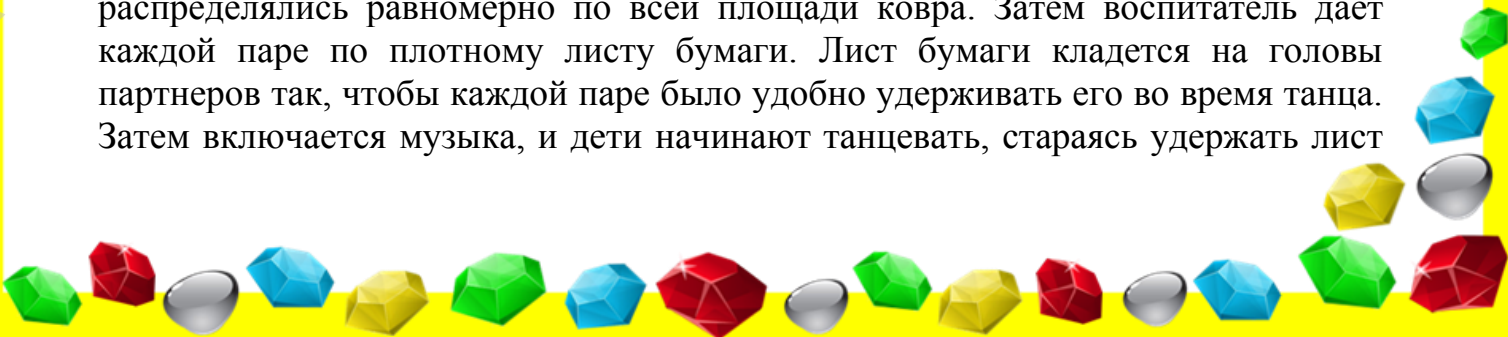 распределялись равномерно по всей площади ковра. Затем воспитатель дает
каждой паре по плотному листу бумаги. Лист бумаги кладется на головы
партнеров так, чтобы каждой паре было удобно удерживать его во время танца.
Затем включается музыка, и дети начинают танцевать, стараясь удержать лист